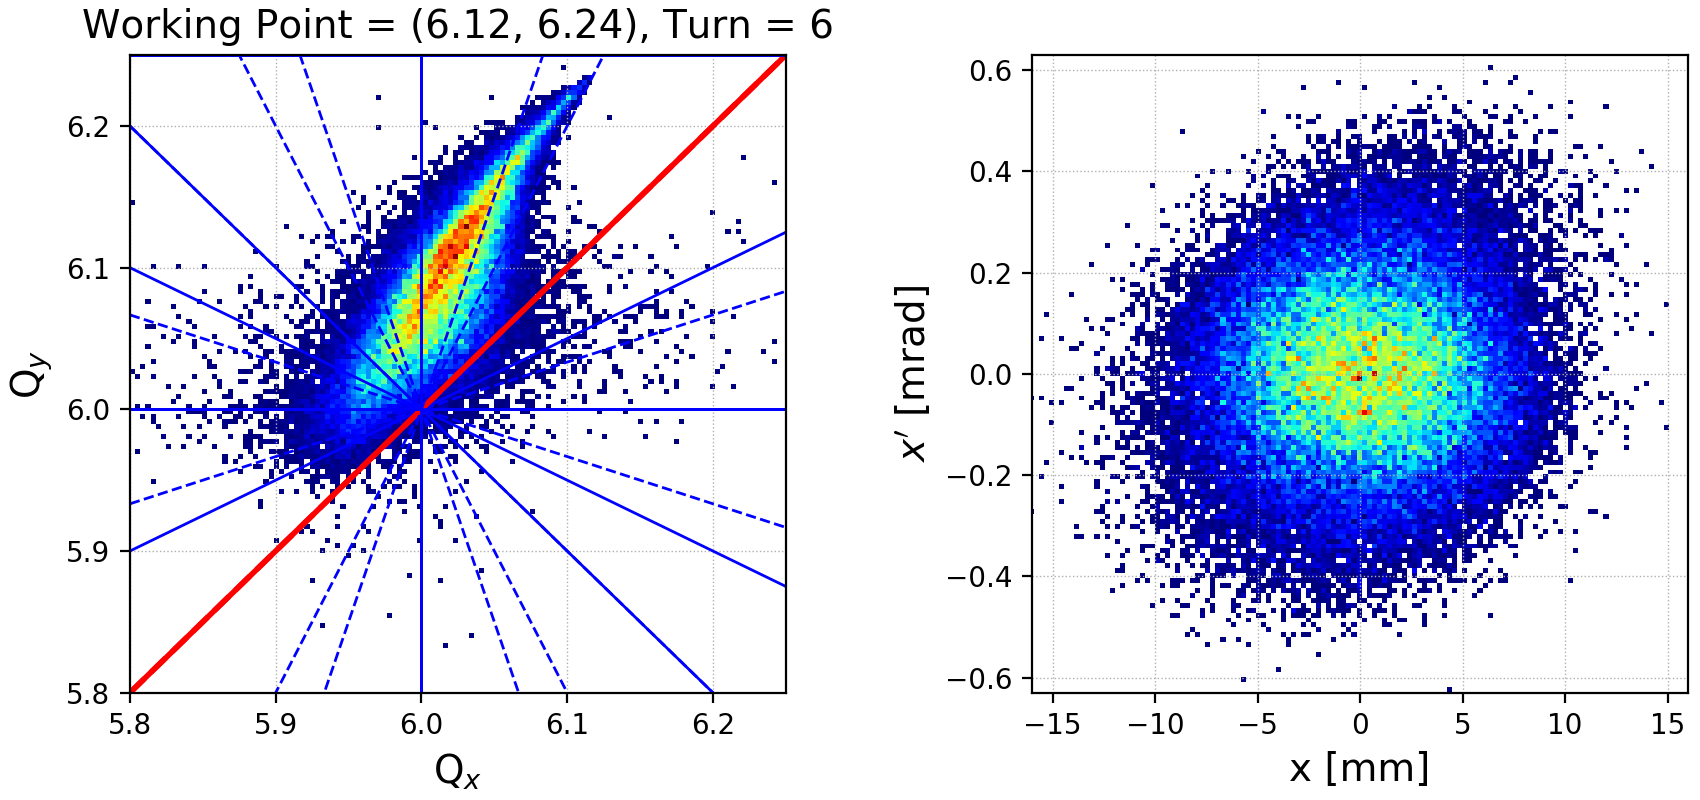 Working Point = (6.12, 6.24), Turn = 6
6.2
6.1
6.0
5.9
5.8
Q_y
5.8 5.9 6.0 6.1 6.2
Q_x
0.6
0.4
0.2
0.0
−0.2
−0.4
−0.6
x′ [mrad]
−15 −10 −5 0 5 10 15
x [mm]